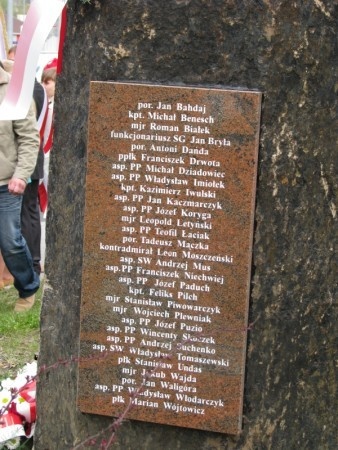 por. Jan Bahdaj
kpt. Michał Benesch
mjr Roman Białek
funkcjonariusz SG Jan Bryła
por. Antoni Danda
ppłk Franciszek Drwota
asp. PP Michał Dziadowiec
asp. PP Władysław Imiołek
kpt. Kazimierz Iwulski
asp. PP Jan Kaczmarczyk
asp. PP Józef Koryga
mjr Leopold Letyński
asp. PP Teofil Łaciak
por. Tadeusz Mączka
kontradmirał Leon Moszczeński
asp. SW Andrzej Mus
asp. PP Franciszek Niechwiej
asp. PP Józef Paduch
kpt. Feliks Pilch
mjr Stanisław Piwowarczyk
mjr Wojciech Plewniak
asp. PP Józef Puzio
asp. PP Wincenty Skoczek
asp. PP Andrzej Suchenko
asp. SW. Władysław Tomaszewski
płk Stanisław Undas
mjr Jakub Wajda
por. Jan Waligóra
asp. PP Władysław Włodarczyk
płk Marian Wójtowicz